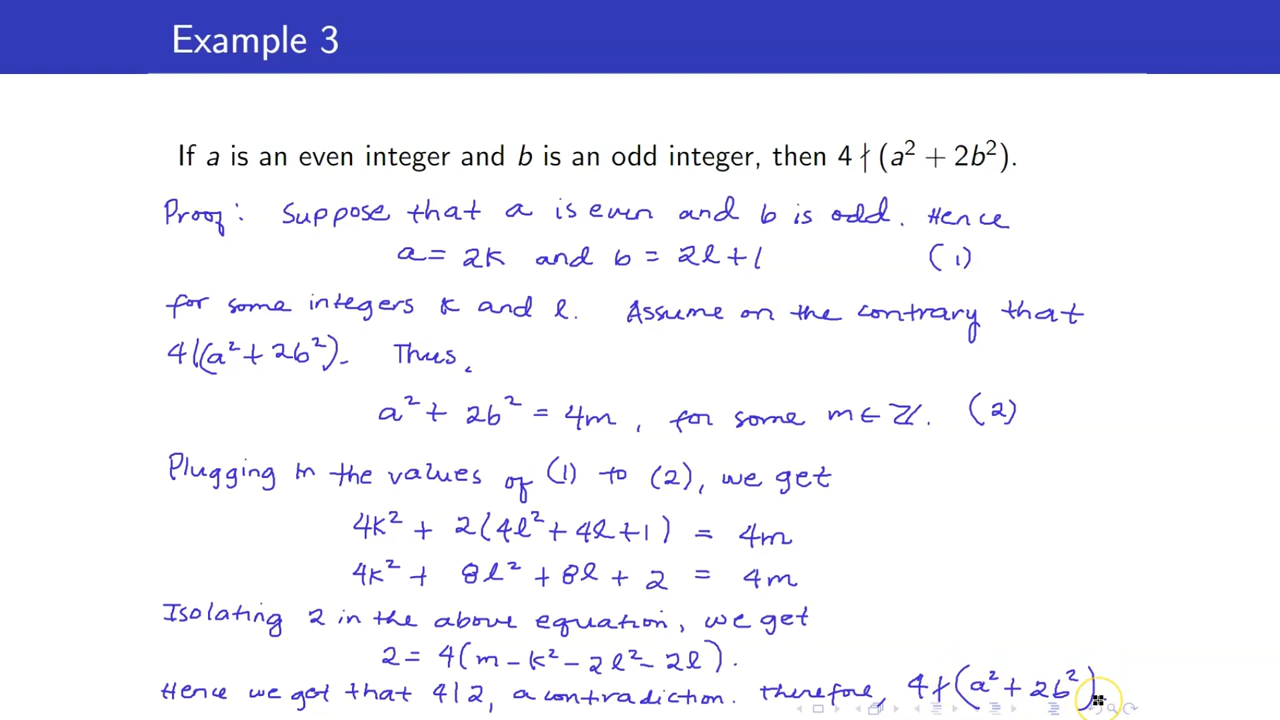 Example 3
If a is an even integer and b is an odd integer, then 4 ∤ (a² + 2b²).
Proof: Suppose that a is even and b is odd. Hence
a = 2k and b = 2l + 1 (1)
for some integers k and l. Assume on the contrary that
4|(a² + 2b²). Thus,
a² + 2b² = 4m, for some m ∈ ℤ. (2)
Plugging in the values of (1) to (2), we get
4k² + 2(4l² + 4l + 1) = 4m
4k² + 8l² + 8l + 2 = 4m
Isolating 2 in the above equation, we get
2 = 4(m - k² - 2l² - 2l).
Hence we get that 4|2, a contradiction. therefore, 4 ∤ (a² + 2b²)